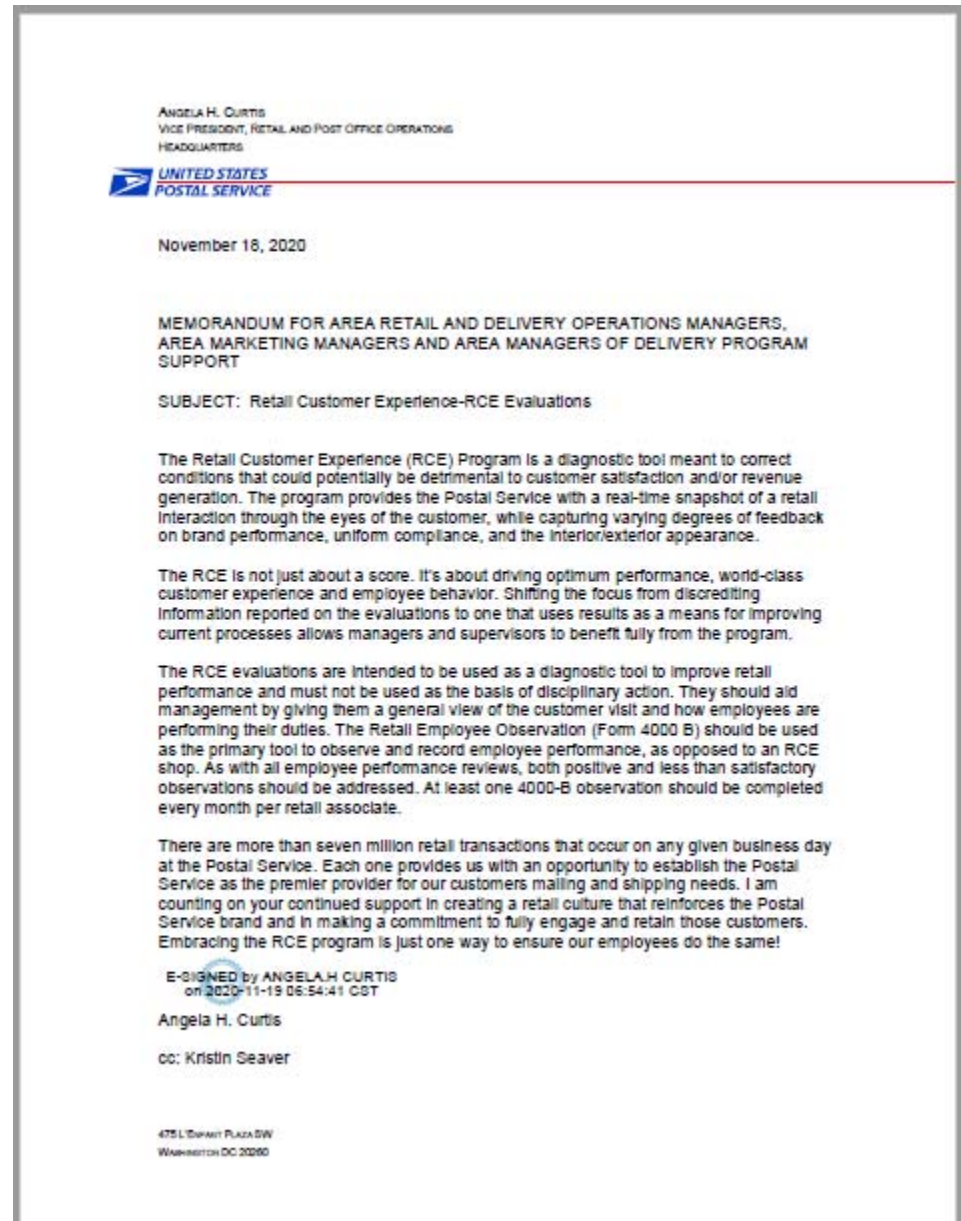 ANGELA H. CURTIS
VICE PRESIDENT, RETAIL AND POST OFFICE OPERATIONS
HEADQUARTERS
UNITED STATES
POSTAL SERVICE
November 18, 2020
MEMORANDUM FOR AREA RETAIL AND DELIVERY OPERATIONS MANAGERS,
AREA MARKETING MANAGERS AND AREA MANAGERS OF DELIVERY PROGRAM
SUPPORT
SUBJECT: Retail Customer Experience-RCE Evaluations
The Retail Customer Experience (RCE) Program is a diagnostic tool meant to correct
conditions that could potentially be detrimental to customer satisfaction and/or revenue
generation. The program provides the Postal Service with a real-time snapshot of a retail
interaction through the eyes of the customer, while capturing varying degrees of feedback
on brand performance, uniform compliance, and the interior/exterior appearance.
The RCE is not just about a score. It's about driving optimum performance, world-class
customer experience and employee behavior. Shifting the focus from discrediting
information reported on the evaluations to one that uses results as a means for improving
current processes allows managers and supervisors to benefit fully from the program.
The RCE evaluations are intended to be used as a diagnostic tool to improve retail
performance and must not be used as the basis of disciplinary action. They should aid
management by giving them a general view of the customer visit and how employees are
performing their duties. The Retail Employee Observation (Form 4000 B) should be used
as the primary tool to observe and record employee performance, as opposed to an RCE
shop. As with all employee performance reviews, both positive and less than satisfactory
observations should be addressed. At least one 4000-B observation should be completed
every month per retail associate.
There are more than seven million retail transactions that occur on any given business day
at the Postal Service. Each one provides us with an opportunity to establish the Postal
Service as the premier provider for our customers mailing and shipping needs. I am
counting on your continued support in creating a retail culture that reinforces the Postal
Service brand and in making a commitment to fully engage and retain those customers.
Embracing the RCE program is just one way to ensure our employees do the same!
E-SIGNED by ANGELA.H CURTIS
on 2020-11-19 06:54:41 CST
Angela H. Curtis
cc: Kristin Seaver
475 L'ENFANT PLAZA SW
WASHINGTON DC 20260